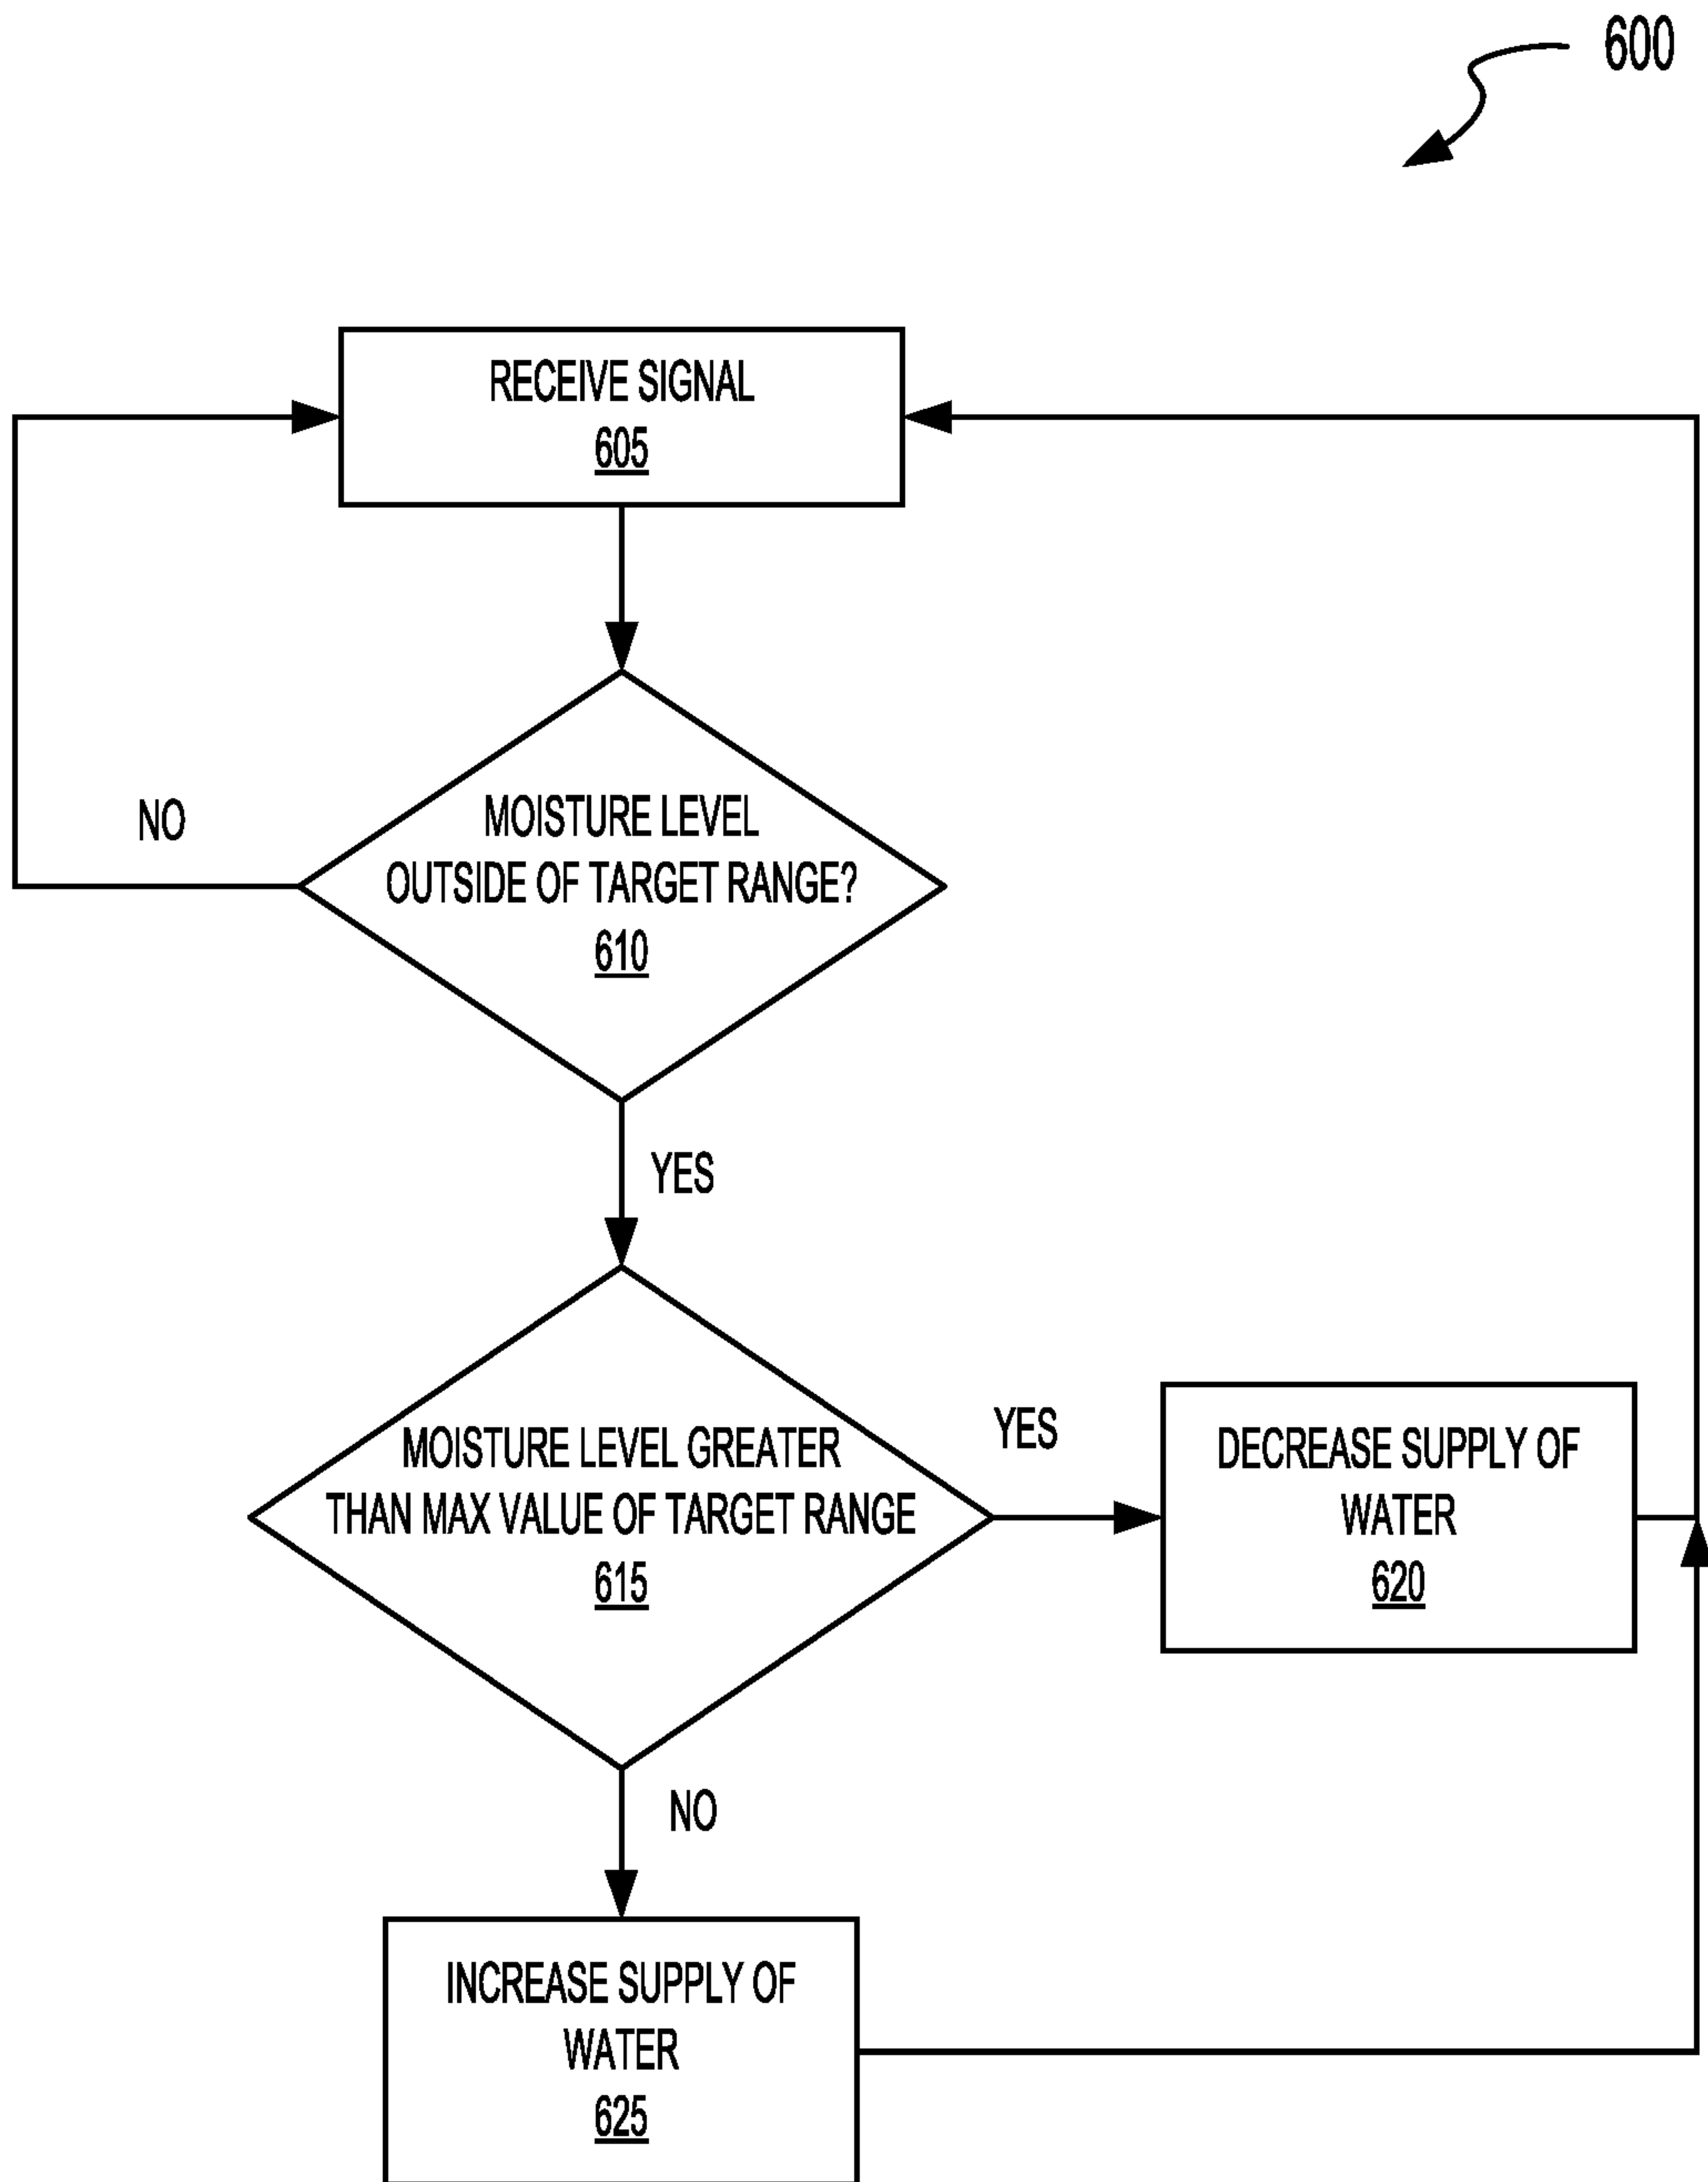 600
RECEIVE SIGNAL
605
NO
MOISTURE LEVEL
OUTSIDE OF TARGET RANGE?
610
YES
MOISTURE LEVEL GREATER
THAN MAX VALUE OF TARGET RANGE
615
YES
DECREASE SUPPLY OF
WATER
620
NO
INCREASE SUPPLY OF
WATER
625